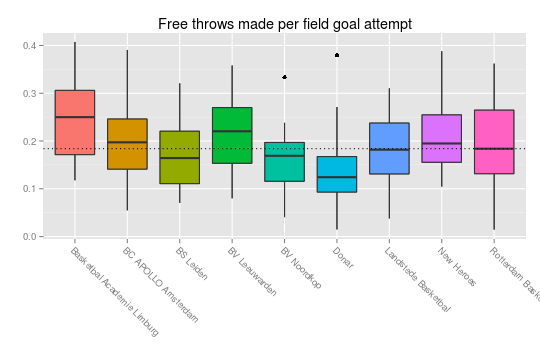 Free throws made per field goal attempt
0.4
0.3
0.2
0.1
0.0
Basketbal Academie Limburg
BC APOLLO Amsterdam
BS Leiden
BV Leeuwarden
BV Noordkop
Donar
Landstede Basketbal
New Heroes
Rotterdam